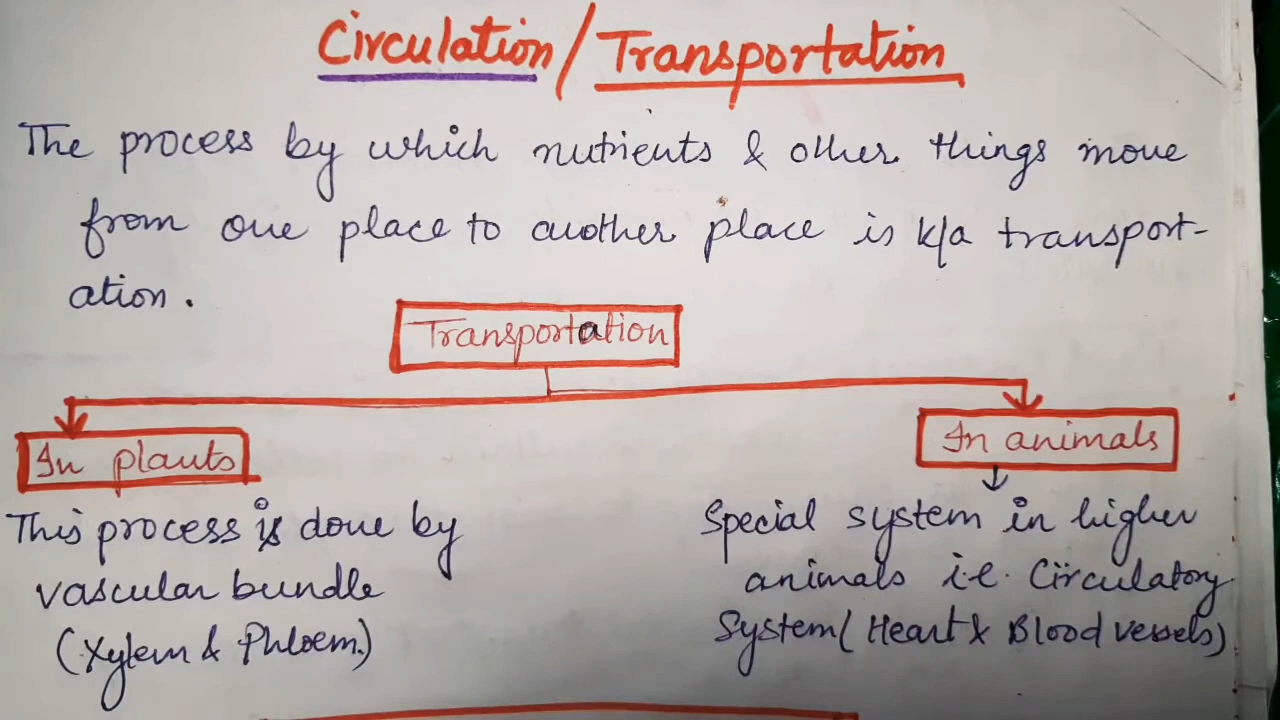 Circulation/Transportation
The process by which nutrients & other things move
from one place to another place is k/a transport-
ation.
Transportation
In plants
In animals
This process is done by
vascular bundle
(Xylem & Phloem.)
Special system in higher
animals i.e. Circulatory
System (Heart & Blood vessels)